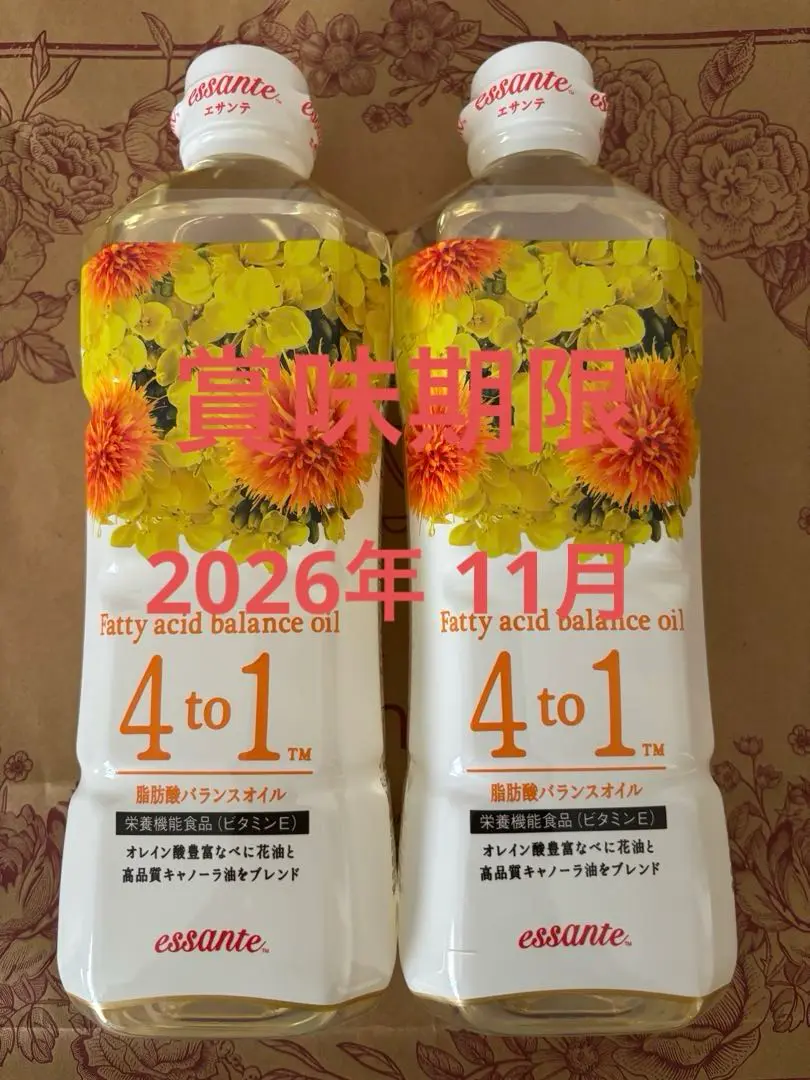 essante™
エサンテ
essante™
エサンテ
賞味期限
2026年 11月
Fatty acid balance oil
4 to 1™
脂肪酸バランスオイル
栄養機能食品（ビタミンE）
オレイン酸豊富なべに花油と
高品質キャノーラ油をブレンド
essante™
Fatty acid balance oil
4 to 1™
脂肪酸バランスオイル
栄養機能食品（ビタミンE）
オレイン酸豊富なべに花油と
高品質キャノーラ油をブレンド
essante™